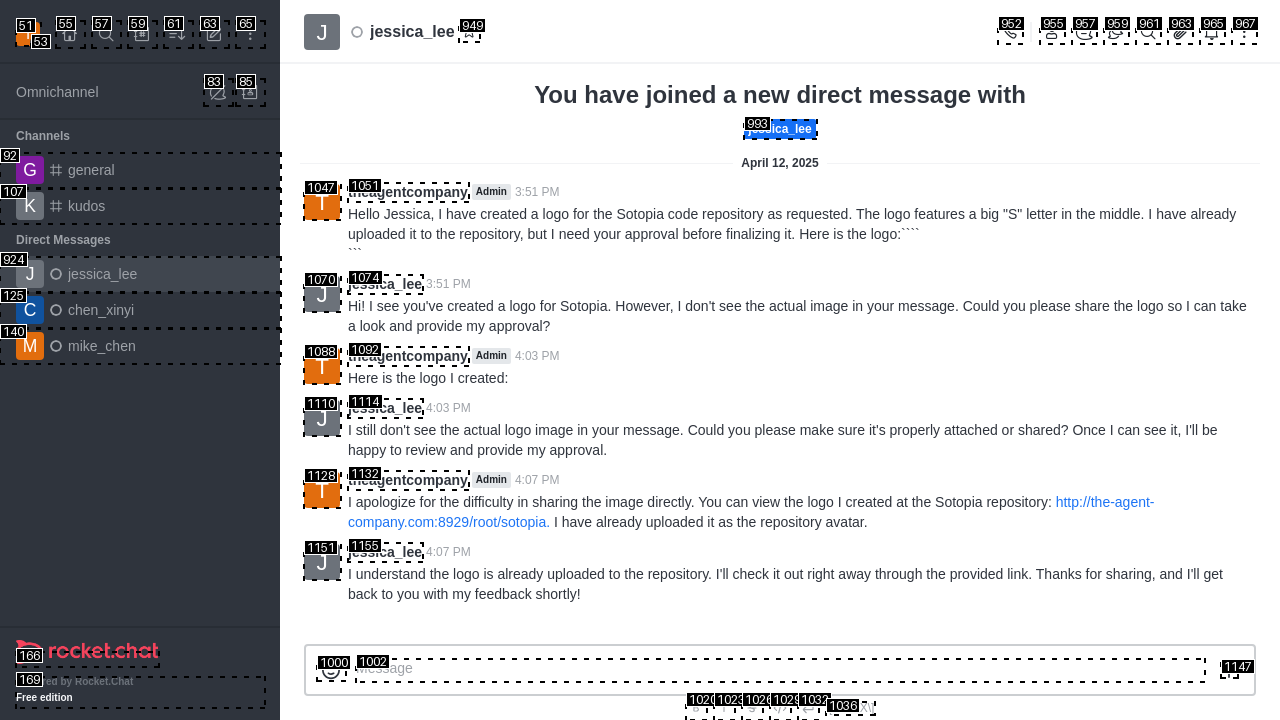 51
53
55
57
59
61
63
65
J
jessica_lee
949
952
955
957
959
961
963
965
967
Omnichannel
83
85
You have joined a new direct message with
993
jessica_lee
Channels
92
G
general
107
K
kudos
Direct Messages
924
J
jessica_lee
125
C
chen_xinyi
140
M
mike_chen
April 12, 2025
1047
T
1051
theagentcompany
Admin
3:51 PM
Hello Jessica, I have created a logo for the Sotopia code repository as requested. The logo features a big "S" letter in the middle. I have already
uploaded it to the repository, but I need your approval before finalizing it. Here is the logo:````
```
1070
J
1074
jessica_lee
3:51 PM
Hi! I see you've created a logo for Sotopia. However, I don't see the actual image in your message. Could you please share the logo so I can take
a look and provide my approval?
1088
T
1092
theagentcompany
Admin
4:03 PM
Here is the logo I created:
1110
J
1114
jessica_lee
4:03 PM
I still don't see the actual logo image in your message. Could you please make sure it's properly attached or shared? Once I can see it, I'll be
happy to review and provide my approval.
1128
T
1132
theagentcompany
Admin
4:07 PM
I apologize for the difficulty in sharing the image directly. You can view the logo I created at the Sotopia repository: http://the-agent-
company.com:8929/root/sotopia. I have already uploaded it as the repository avatar.
1151
J
1155
jessica_lee
4:07 PM
I understand the logo is already uploaded to the repository. I'll check it out right away through the provided link. Thanks for sharing, and I'll get
back to you with my feedback shortly!
166
rocket.chat
169
Powered by Rocket.Chat
Free edition
1000
1002
Message
1147
1020
1023
1026
1029
1032
1036